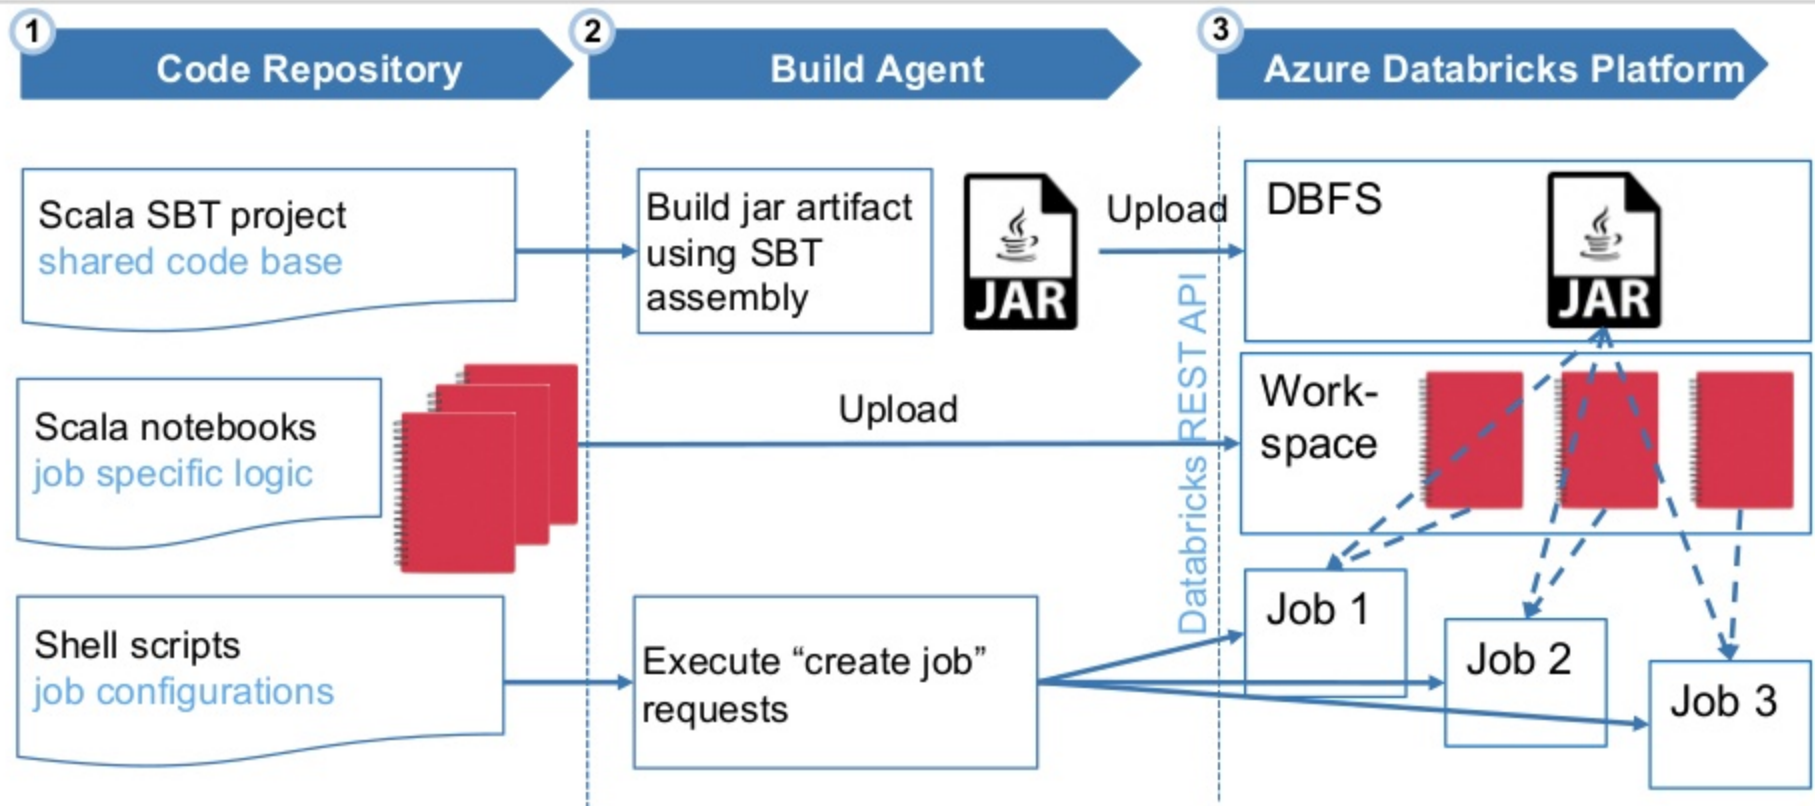 1
Code Repository
2
Build Agent
3
Azure Databricks Platform
Scala SBT project
shared code base
Build jar artifact
using SBT
assembly
JAR
Upload
DBFS
JAR
Scala notebooks
job specific logic
Upload
Databricks REST API
Work-
space
Shell scripts
job configurations
Execute “create job”
requests
Job 1
Job 2
Job 3